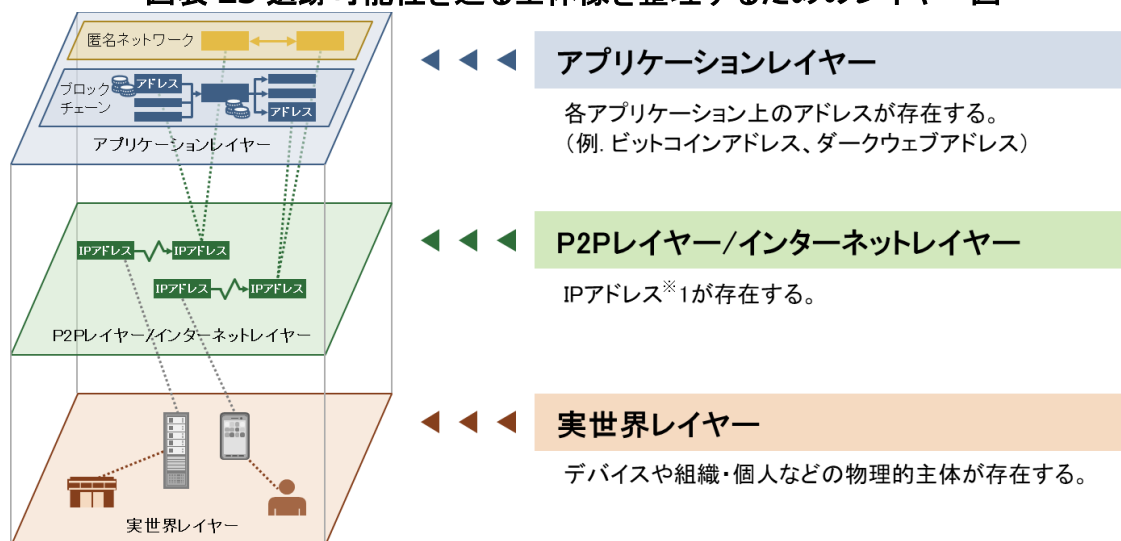 匿名ネットワーク
ブロック
チェーン
アドレス
アドレス
アプリケーションレイヤー
アプリケーションレイヤー
各アプリケーション上のアドレスが存在する。
（例. ビットコインアドレス、ダークウェブアドレス）
IPアドレス
IPアドレス
IPアドレス
IPアドレス
P2Pレイヤー/インターネットレイヤー
P2Pレイヤー/インターネットレイヤー
IPアドレス※1が存在する。
実世界レイヤー
実世界レイヤー
デバイスや組織・個人などの物理的主体が存在する。